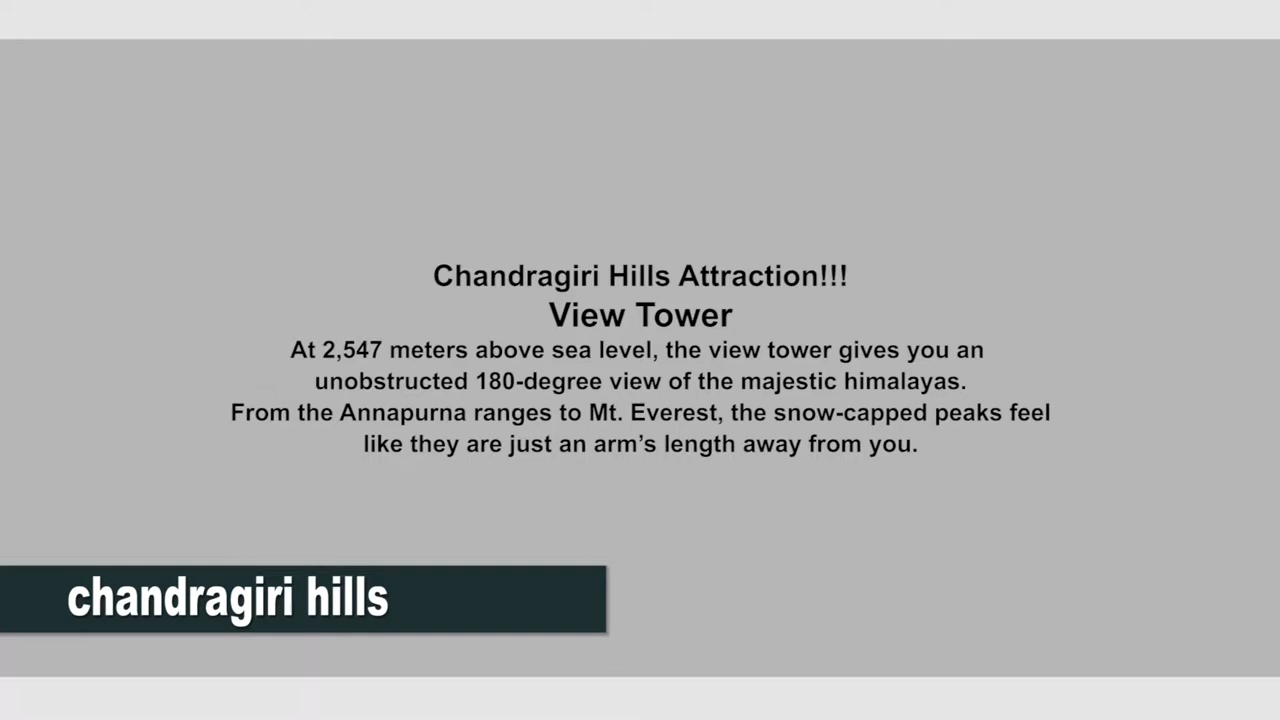 Chandragiri Hills Attraction!!!
View Tower
At 2,547 meters above sea level, the view tower gives you an
unobstructed 180-degree view of the majestic himalayas.
From the Annapurna ranges to Mt. Everest, the snow-capped peaks feel
like they are just an arm’s length away from you.
chandragiri hills